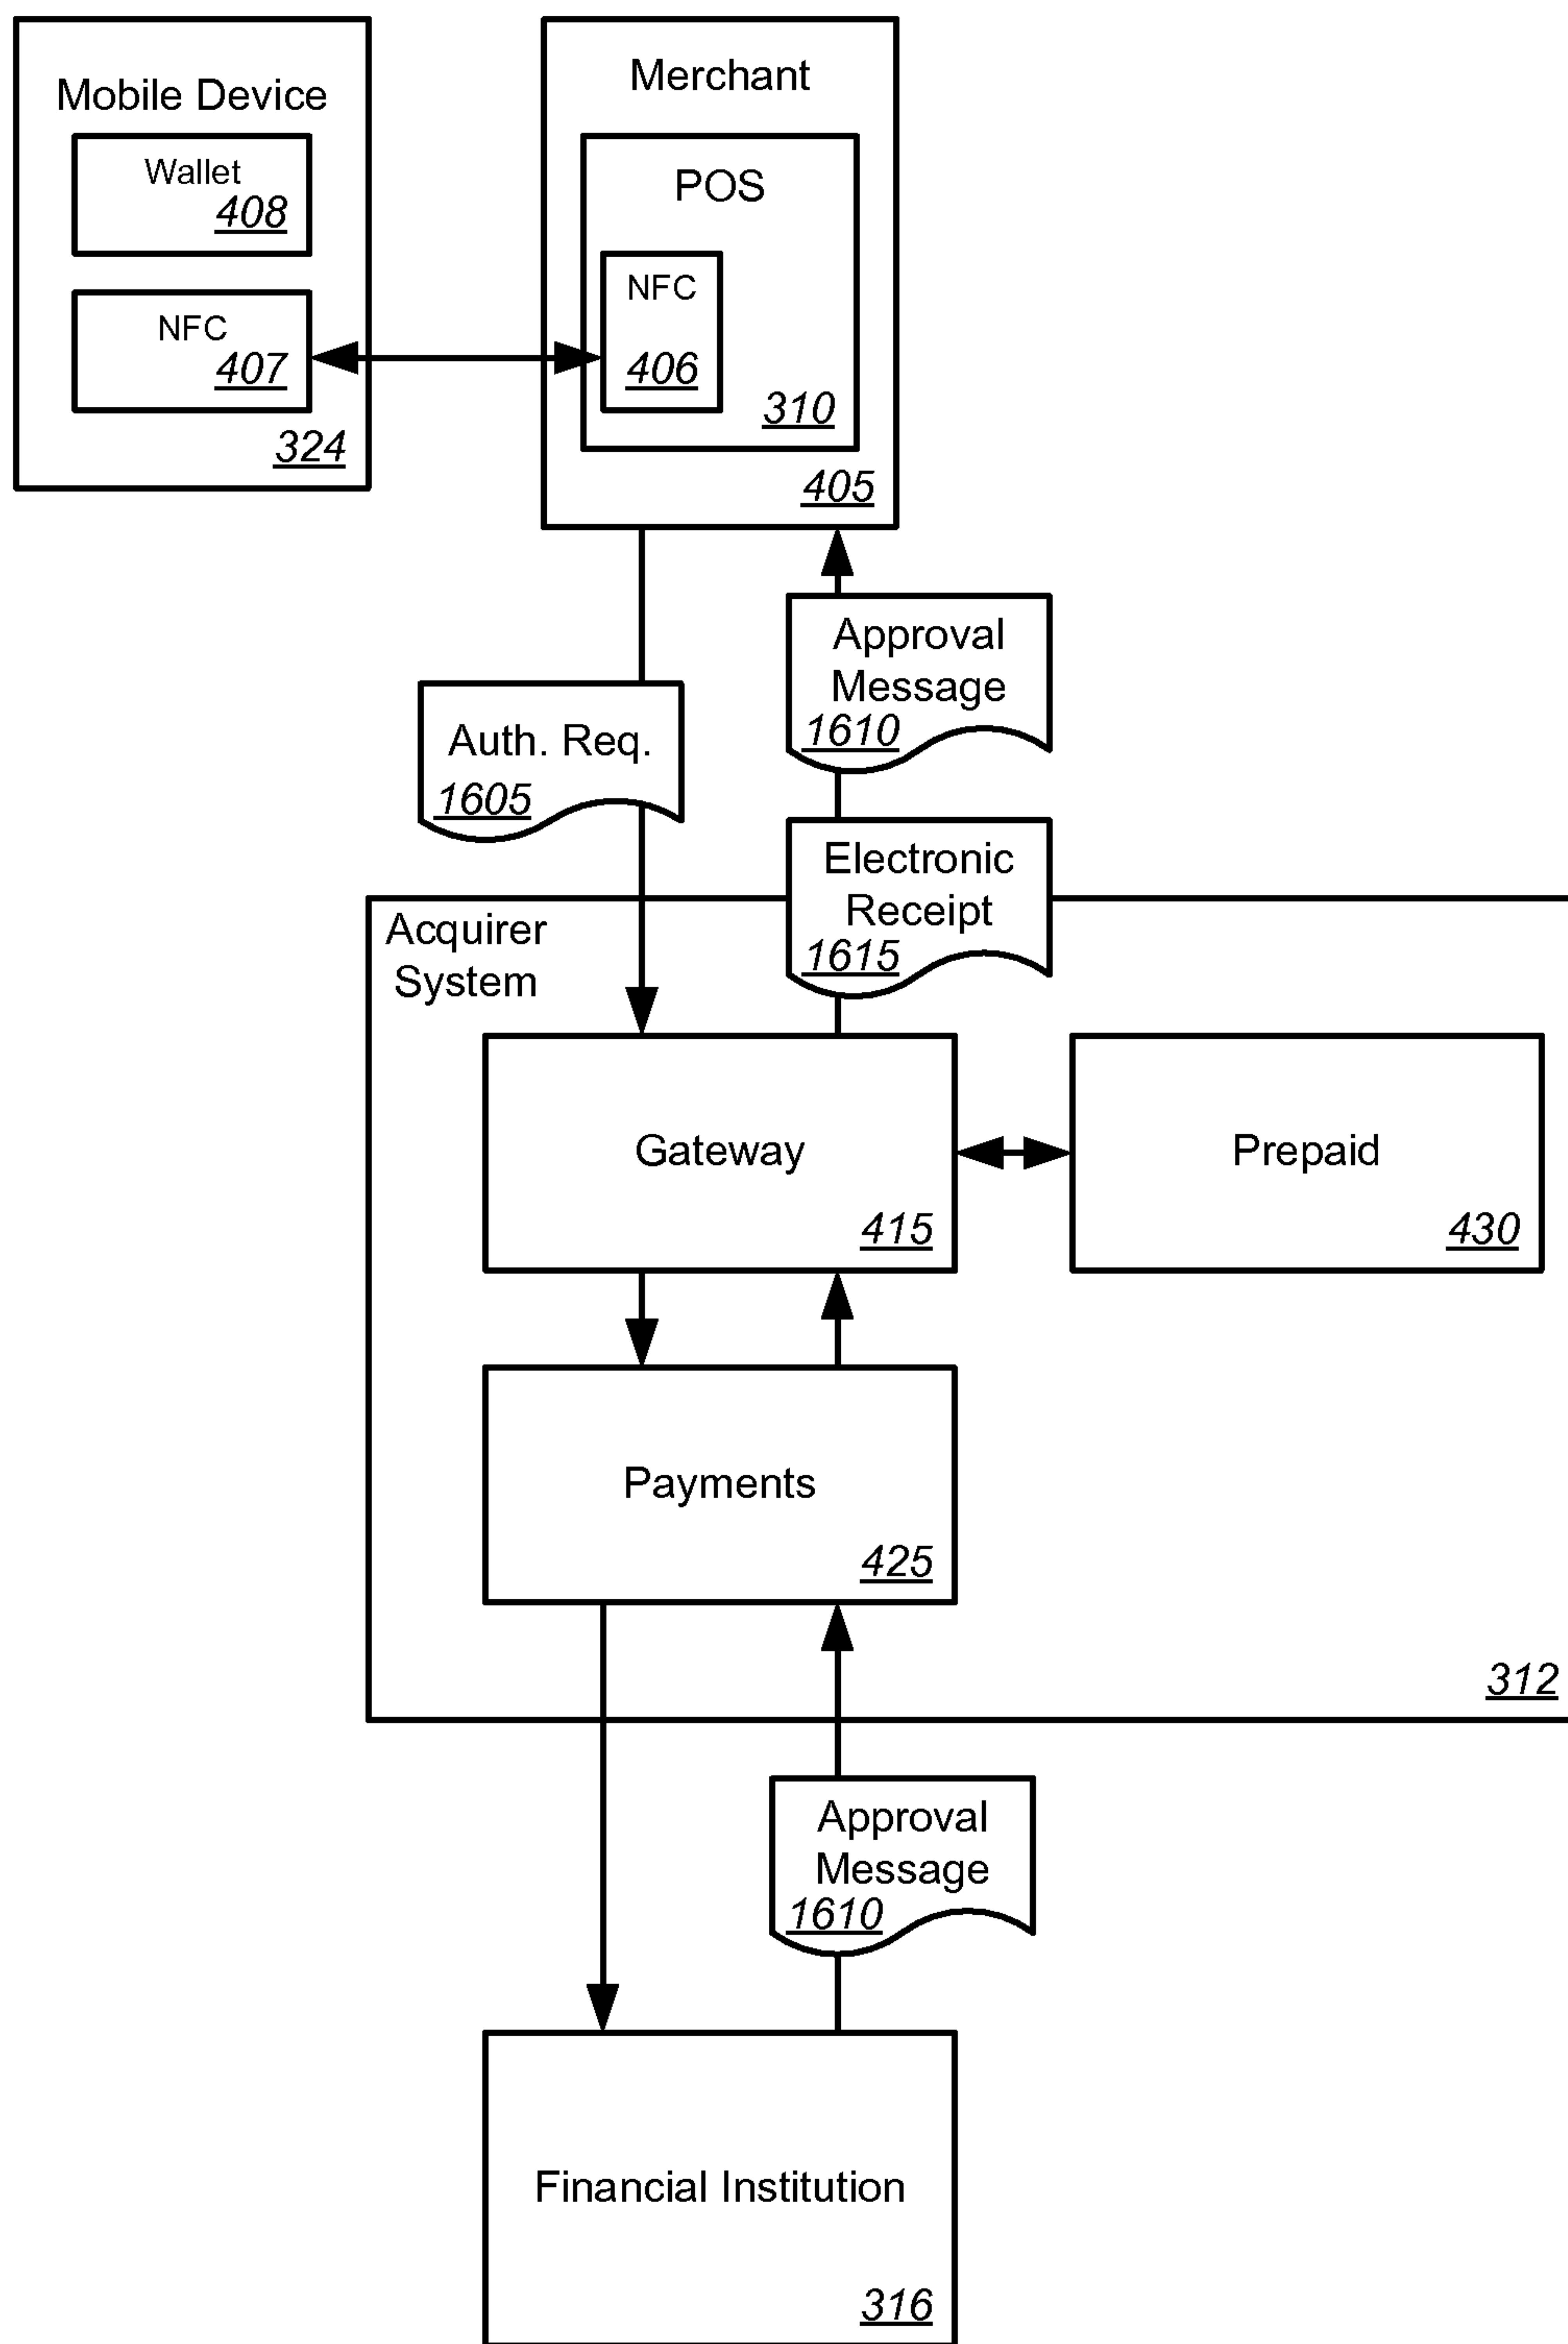 Mobile Device
Wallet
408
NFC
407
324
Merchant
POS
NFC
406
310
405
Auth. Req.
1605
Approval
Message
1610
Electronic
Receipt
1615
Acquirer
System
Gateway
415
Prepaid
430
Payments
425
312
Approval
Message
1610
Financial Institution
316